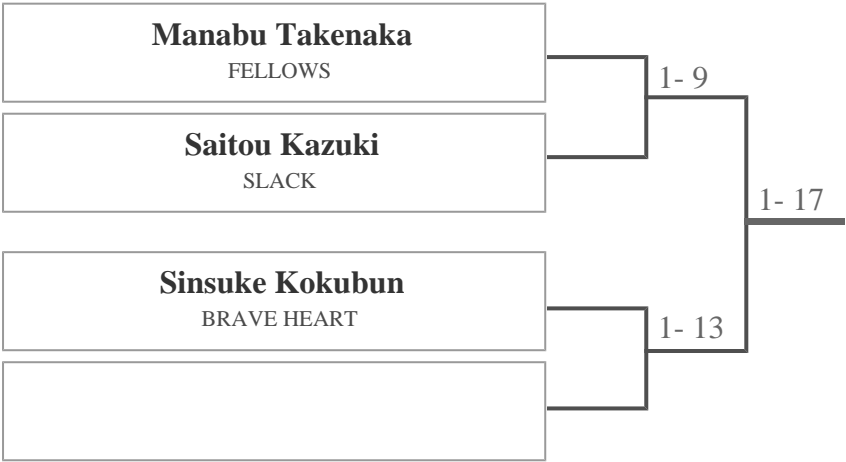 Manabu Takenaka
FELLOWS
1- 9
Saitou Kazuki
SLACK
1- 17
Sinsuke Kokubun
BRAVE HEART
1- 13